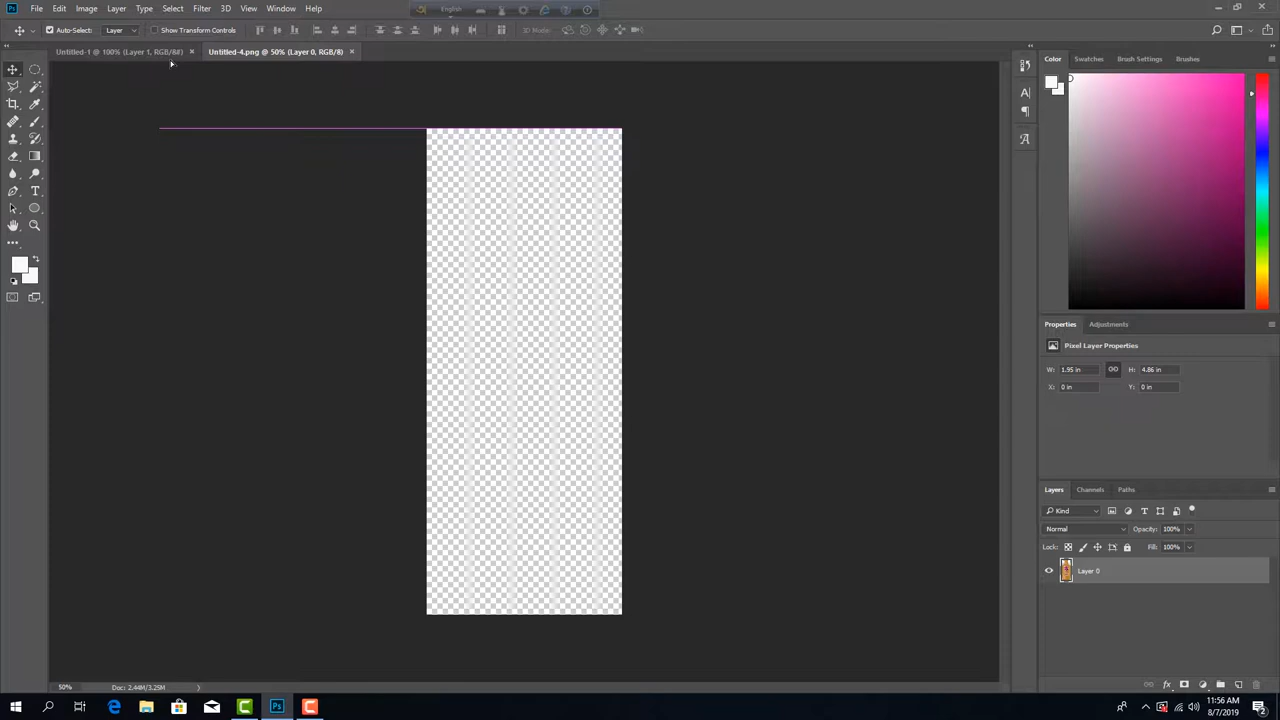 File Edit Image Layer Type Select Filter 3D View Window Help
English
Auto-Select: Layer Show Transform Controls 3D Mode:
Untitled-1 @ 100% (Layer 1, RGB/8#) × Untitled-4.png @ 50% (Layer 0, RGB/8) ×
Color Swatches Brush Settings Brushes
Properties Adjustments
Pixel Layer Properties
W: 1.95 in H: 4.86 in
X: 0 in Y: 0 in
Layers Channels Paths
Kind
Normal Opacity: 100%
Lock: Fill: 100%
Layer 0
50% Doc: 2.44M/3.25M
11:56 AM
8/7/2019
2